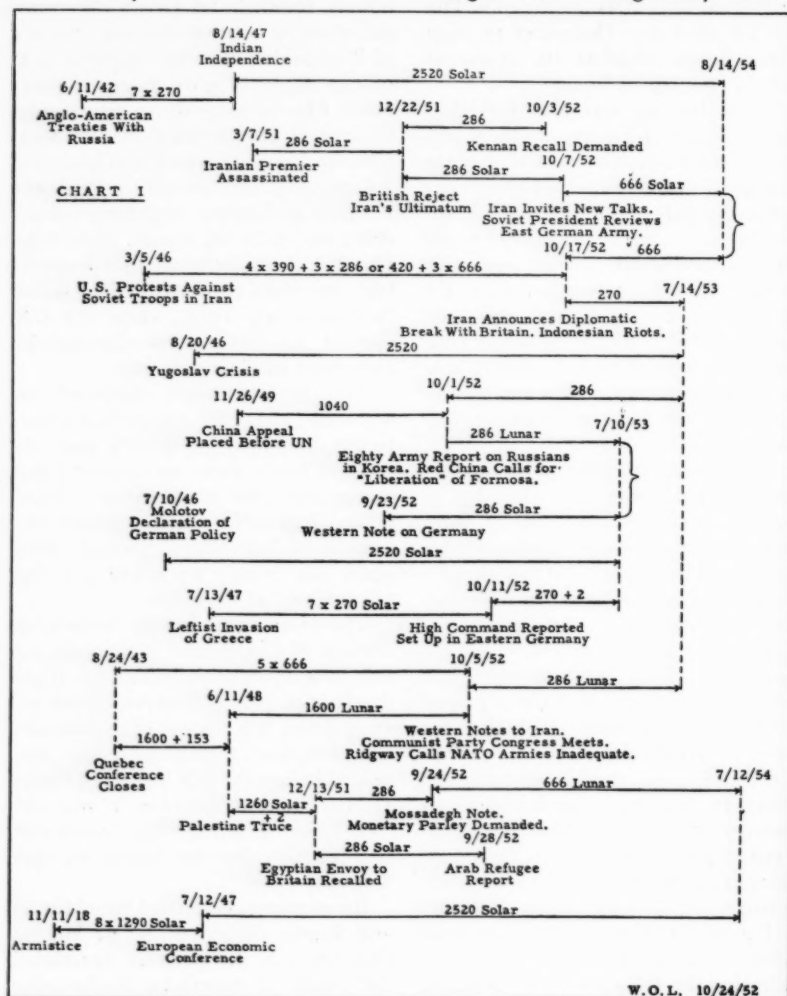 8/14/47
Indian
Independence
2520 Solar
8/14/54
6/11/42
7 x 270
Anglo-American
Treaties With
Russia
12/22/51
10/3/52
3/7/51
286
Kennan Recall Demanded
286 Solar
10/7/52
Iranian Premier
Assassinated
286 Solar
CHART I
British Reject
Iran's Ultimatum
666 Solar
Iran Invites New Talks.
Soviet President Reviews
East German Army.
10/17/52
666
3/5/46
4 x 390 + 3 x 286 or 420 + 3 x 666
U.S. Protests Against
Soviet Troops in Iran
270
7/14/53
Iran Announces Diplomatic
Break With Britain. Indonesian Riots.
8/20/46
2520
Yugoslav Crisis
11/26/49
10/1/52
286
1040
7/10/53
China Appeal
Placed Before UN
286 Lunar
Eighty Army Report on Russians
in Korea. Red China Calls for
"Liberation" of Formosa.
7/10/46
Molotov
Declaration of
German Policy
9/23/52
286 Solar
Western Note on Germany
2520 Solar
7/13/47
10/11/52
270 + 2
7 x 270 Solar
Leftist Invasion
of Greece
High Command Reported
Set Up in Eastern Germany
8/24/43
5 x 666
10/5/52
286 Lunar
6/11/48
1600 Lunar
Western Notes to Iran.
Communist Party Congress Meets.
Ridgway Calls NATO Armies Inadequate.
1600 + 153
Quebec
Conference
Closes
9/24/52
666 Lunar
7/12/54
12/13/51
286
1260 Solar
+ 2
Palestine Truce
Mossadegh Note.
Monetary Parley Demanded.
9/28/52
286 Solar
Egyptian Envoy to
Britain Recalled
Arab Refugee
Report
7/12/47
2520 Solar
11/11/18
8 x 1290 Solar
Armistice
European Economic
Conference
W.O.L. 10/24/52